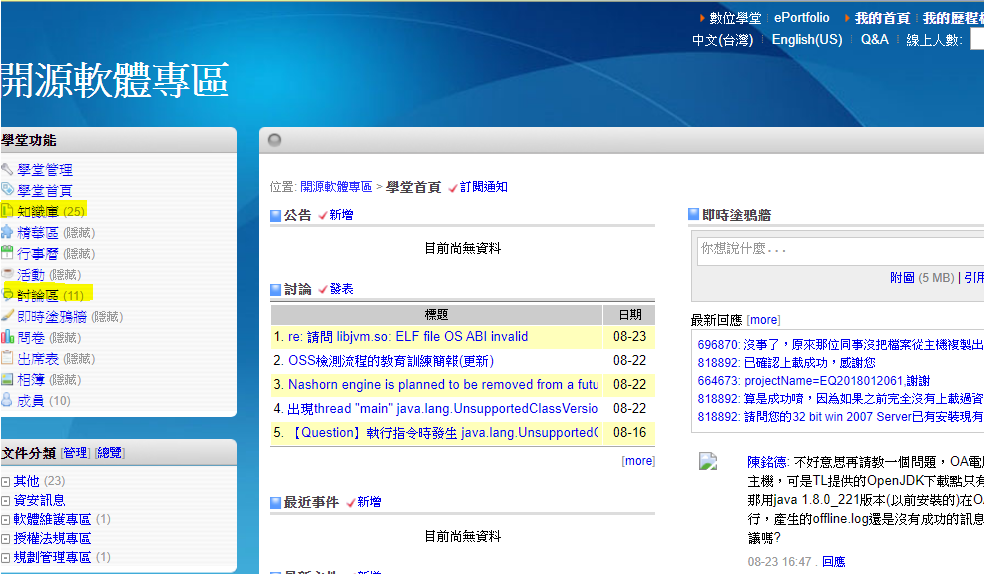 數位學堂 ePortfolio 我的首頁 我的歷程檔
中文(台灣) English(US) Q&A 線上人數:
開源軟體專區
學堂功能
學堂管理
學堂首頁
知識庫 (25)
精華區 (隱藏)
行事曆 (隱藏)
活動 (隱藏)
討論區 (11)
即時塗鴉牆 (隱藏)
問卷 (隱藏)
出席表 (隱藏)
相簿 (隱藏)
成員 (10)
文件分類 [管理] [總覽]
其他 (23)
資安訊息
軟體維護專區 (1)
授權法規專區
規劃管理專區 (1)
位置: 開源軟體專區 > 學堂首頁 訂閱通知
公告 新增
目前尚無資料
討論 發表
標題 日期
1. re: 請問 libjvm.so: ELF file OS ABI invalid 08-23
2. OSS檢測流程的教育訓練簡報(更新) 08-22
3. Nashorn engine is planned to be removed from a futu 08-22
4. 出現thread "main" java.lang.UnsupportedClassVersio 08-22
5. 【Question】執行指令時發生 java.lang.UnsupportedC 08-16
[more]
最近事件 新增
目前尚無資料
最新文件 新增
即時塗鴉牆
你想說什麼...
附圖 (5 MB) | 引用
最新回應 [more]
696870: 沒事了，原來那位同事沒把檔案從主機複製出
818892: 已確認上載成功，感謝您
664673: projectName=EQ2018012061,謝謝
818892: 算是成功唷，因為如果之前完全沒有上載過資
818892: 請問您的32 bit win 2007 Server已有安裝現有
陳銘德: 不好意思再請教一個問題，OA電腦
主機，可是TL提供的OpenJDK下載點只有
那用java 1.8.0_221版本(以前安裝的)在OA
行，產生的offline.log還是沒有成功的訊息
議嗎?
08-23 16:47 . 回應